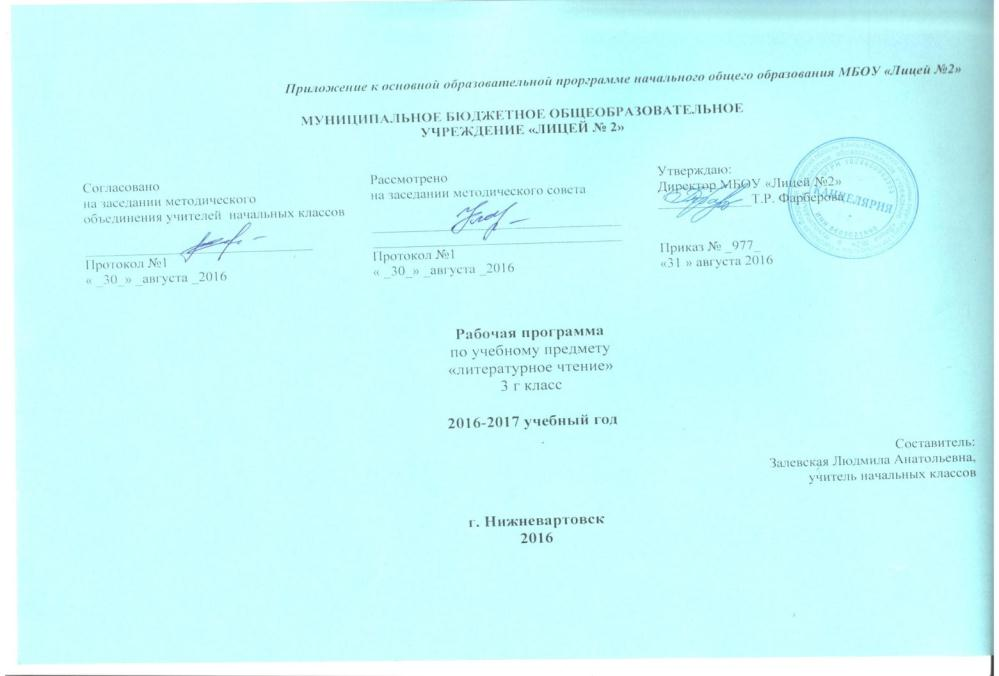 Приложение к основной образовательной прорграмме начального общего образования МБОУ «Лицей №2»
МУНИЦИПАЛЬНОЕ БЮДЖЕТНОЕ ОБЩЕОБРАЗОВАТЕЛЬНОЕ
УЧРЕЖДЕНИЕ «ЛИЦЕЙ № 2»
Согласовано
на заседании методического
объединения учителей начальных классов
Протокол №1
« _30_» _августа _2016
Рассмотрено
на заседании методического совета
Протокол №1
« _30_» _августа _2016
Утверждаю:
Директор МБОУ «Лицей №2»
Т.Р. Фарберова
Приказ № _977_
«31 » августа 2016
КАНЦЕЛЯРИЯ
Рабочая программа
по учебному предмету
«литературное чтение»
3 г класс
2016-2017 учебный год
Составитель:
Залевская Людмила Анатольевна,
учитель начальных классов
г. Нижневартовск
2016